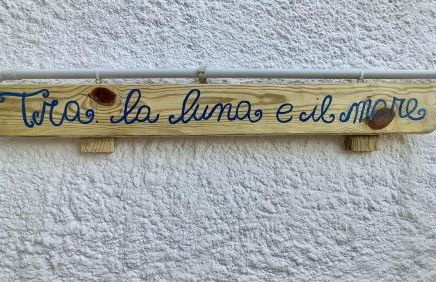 Tra la luna e il mare